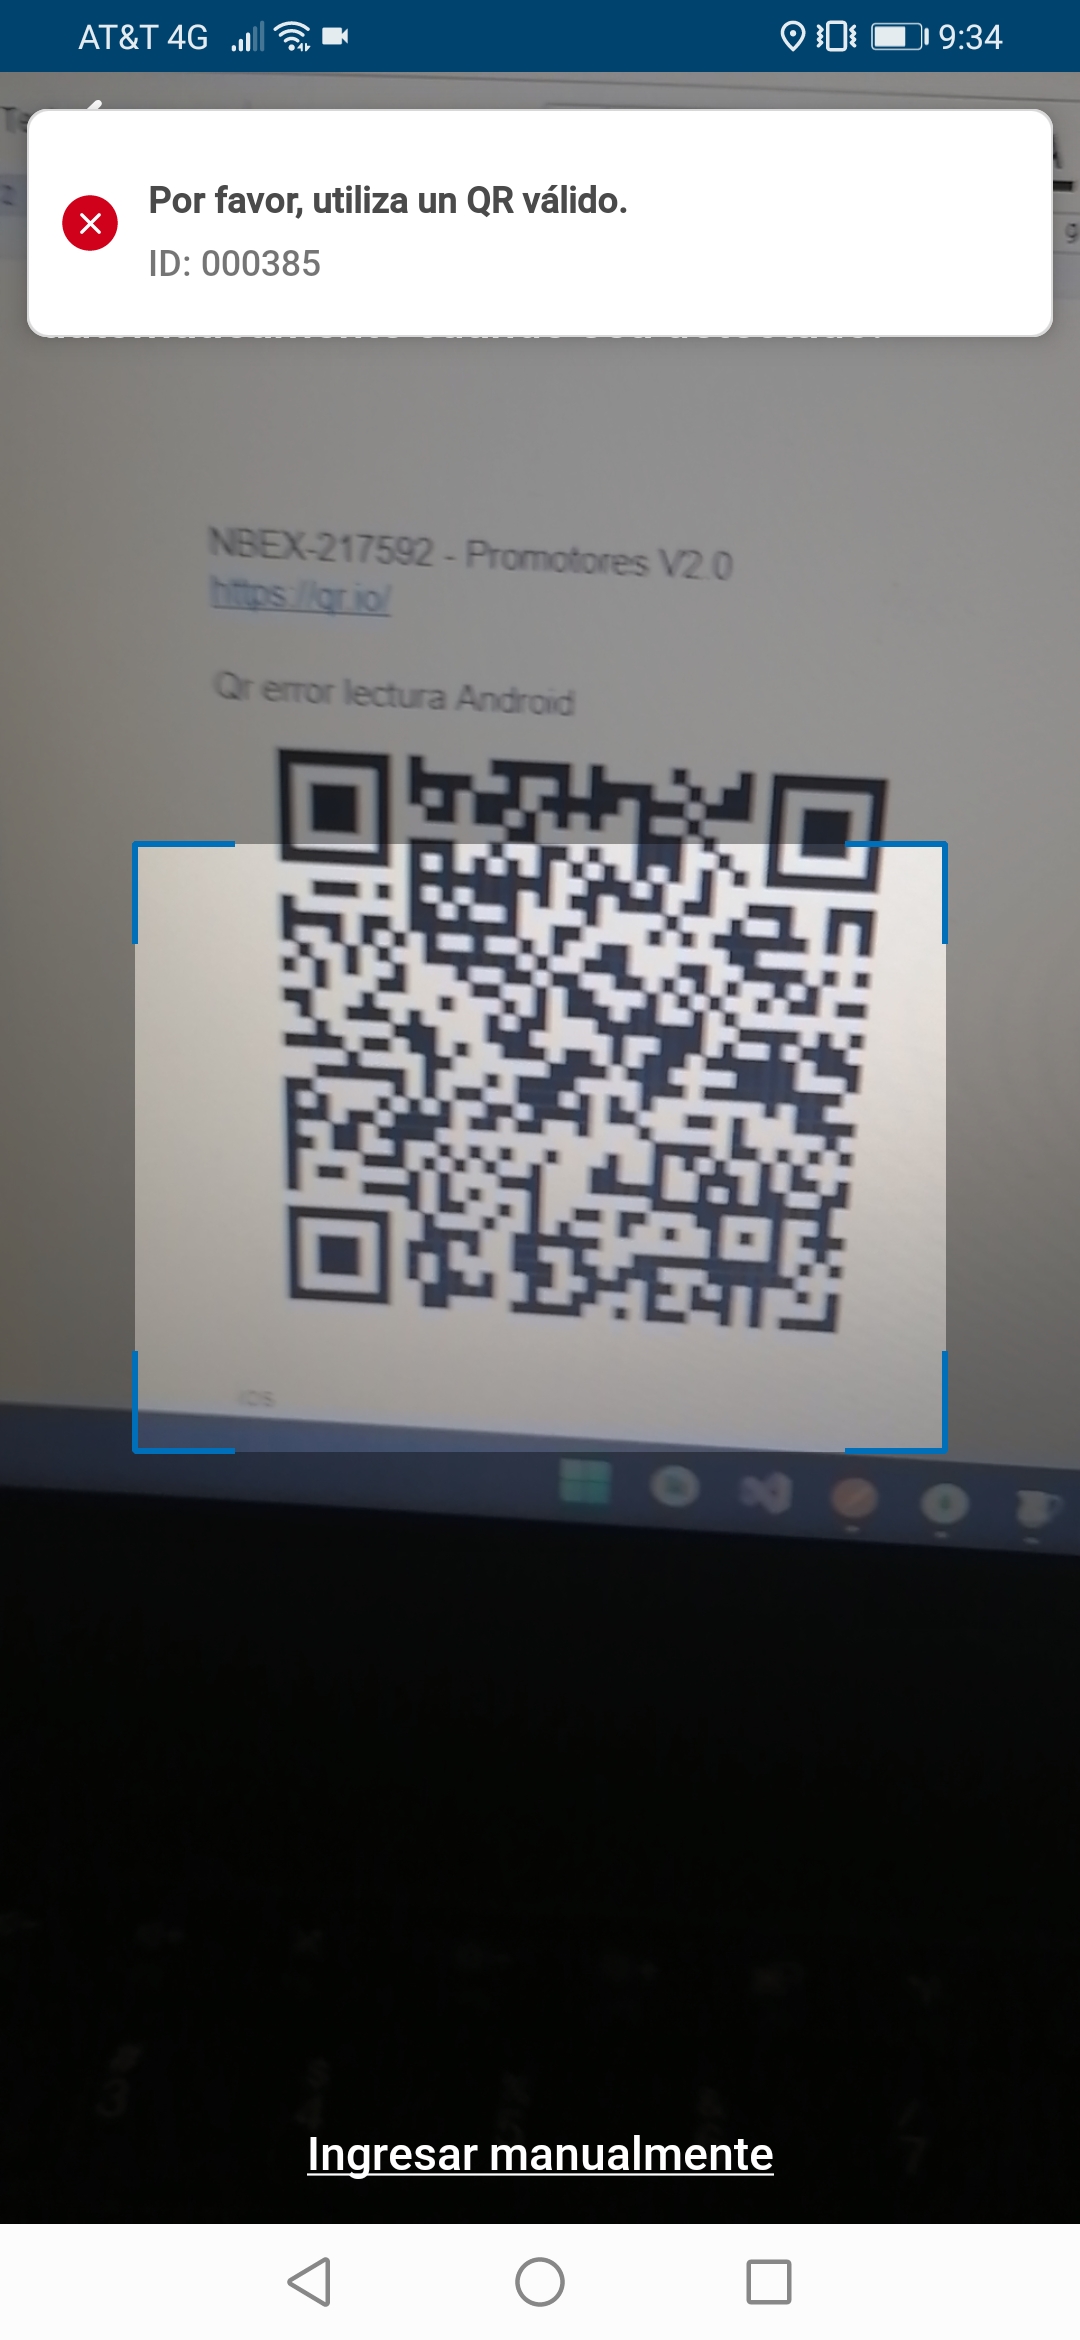 AT&T 4G 9:34
Por favor, utiliza un QR válido.
ID: 000385
NBEX-217592 - Promotores V2.0
https://qr.io/
Qr error lectura Android
iOS
Ingresar manualmente